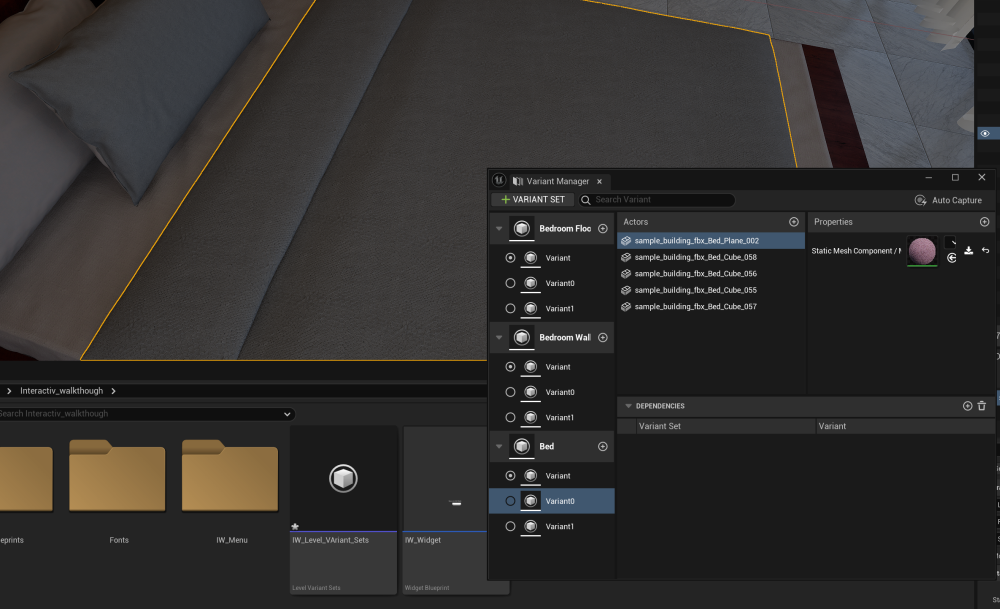 Variant Manager
VARIANT SET
Search Variant
Auto Capture
Bedroom Floo
Variant
Variant0
Variant1
Bedroom Wall
Variant
Variant0
Variant1
Bed
Variant
Variant0
Variant1
Actors
sample_building_fbx_Bed_Plane_002
sample_building_fbx_Bed_Cube_058
sample_building_fbx_Bed_Cube_056
sample_building_fbx_Bed_Cube_055
sample_building_fbx_Bed_Cube_057
Properties
Static Mesh Component / M
DEPENDENCIES
Variant Set
Variant
Interactiv_walkthough
Search Interactiv_walkthough
eprints
Fonts
IW_Menu
IW_Level_VAriant_Sets
Level Variant Sets
IW_Widget
Widget Blueprint